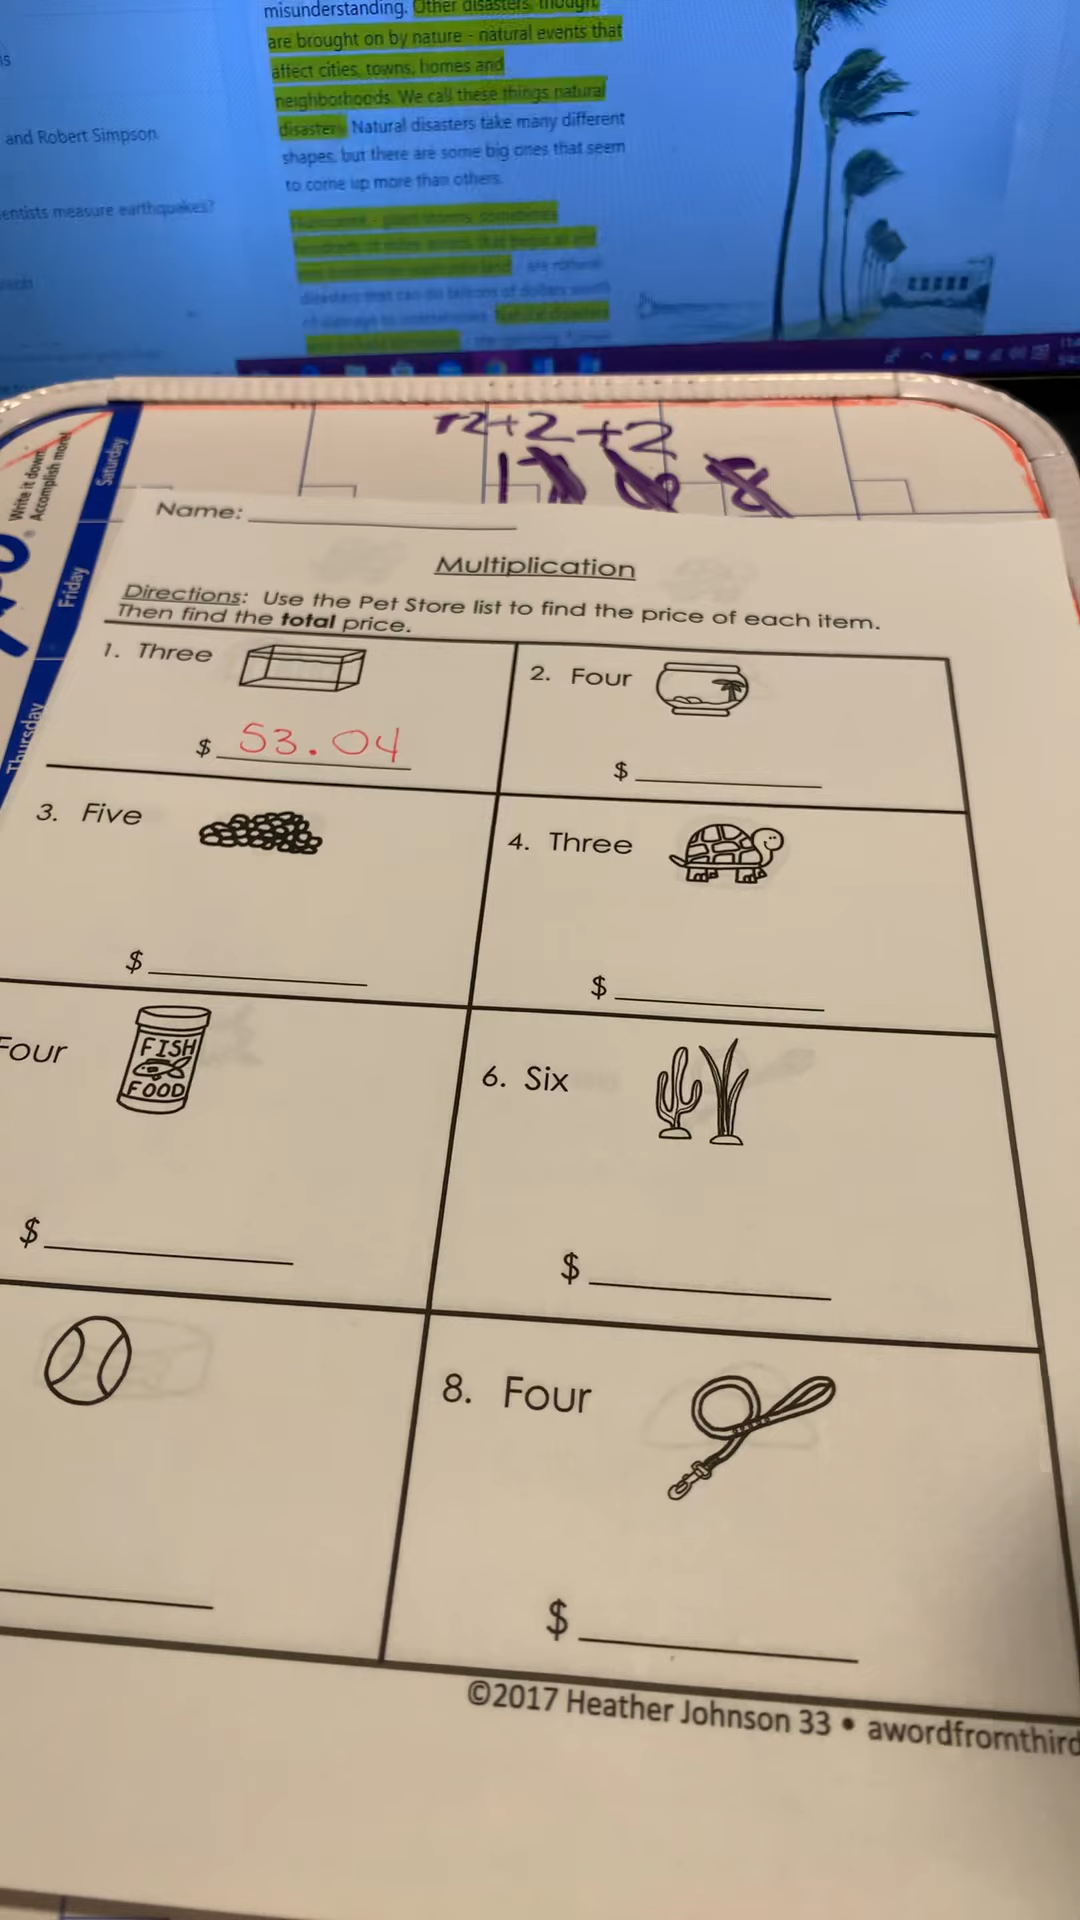 misunderstanding. Other disasters, though,
are brought on by nature - natural events that
affect cities, towns, homes and
neighborhoods. We call these things natural
disasters. Natural disasters take many different
shapes, but there are some big ones that seem
to come up more than others.
and Robert Simpson
entists measure earthquakes?
Write it down.
Accomplish more!
Saturday
Friday
Thursday
+2+2+2
Name:
Multiplication
Directions: Use the Pet Store list to find the price of each item.
Then find the total price.
1. Three
$ 53.04
2. Four
$
3. Five
$
4. Three
$
Four
FISH
FOOD
$
6. Six
$
8. Four
$
©2017 Heather Johnson 33 • awordfromthird